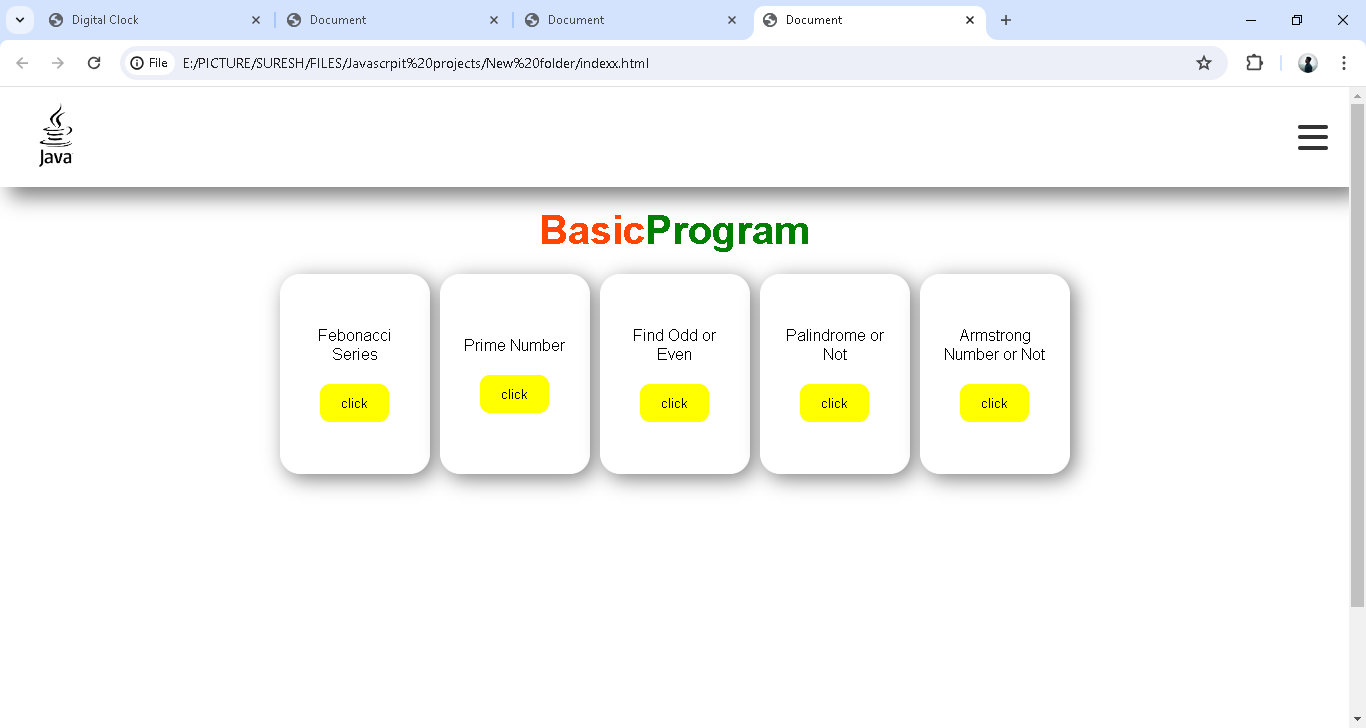 Digital Clock
Document
Document
Document
File
E:/PICTURE/SURESH/FILES/Javascrpit%20projects/New%20folder/indexx.html
Java
BasicProgram
Febonacci
Series
click
Prime Number
click
Find Odd or
Even
click
Palindrome or
Not
click
Armstrong
Number or Not
click